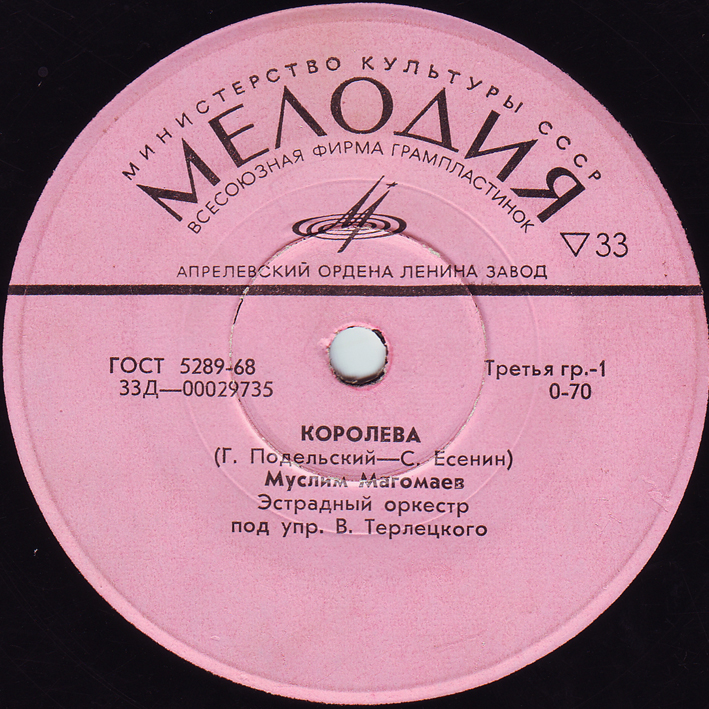 МИНИСТЕРСТВО КУЛЬТУРЫ СССР
МЕЛОДИЯ
ВСЕСОЮЗНАЯ ФИРМА ГРАМПЛАСТИНОК
▽33
АПРЕЛЕВСКИЙ ОРДЕНА ЛЕНИНА ЗАВОД
ГОСТ 5289-68
33Д—00029735
Третья гр.-1
0-70
КОРОЛЕВА
(Г. Подельский—С. Есенин)
Муслим Магомаев
Эстрадный оркестр
под упр. В. Терлецкого